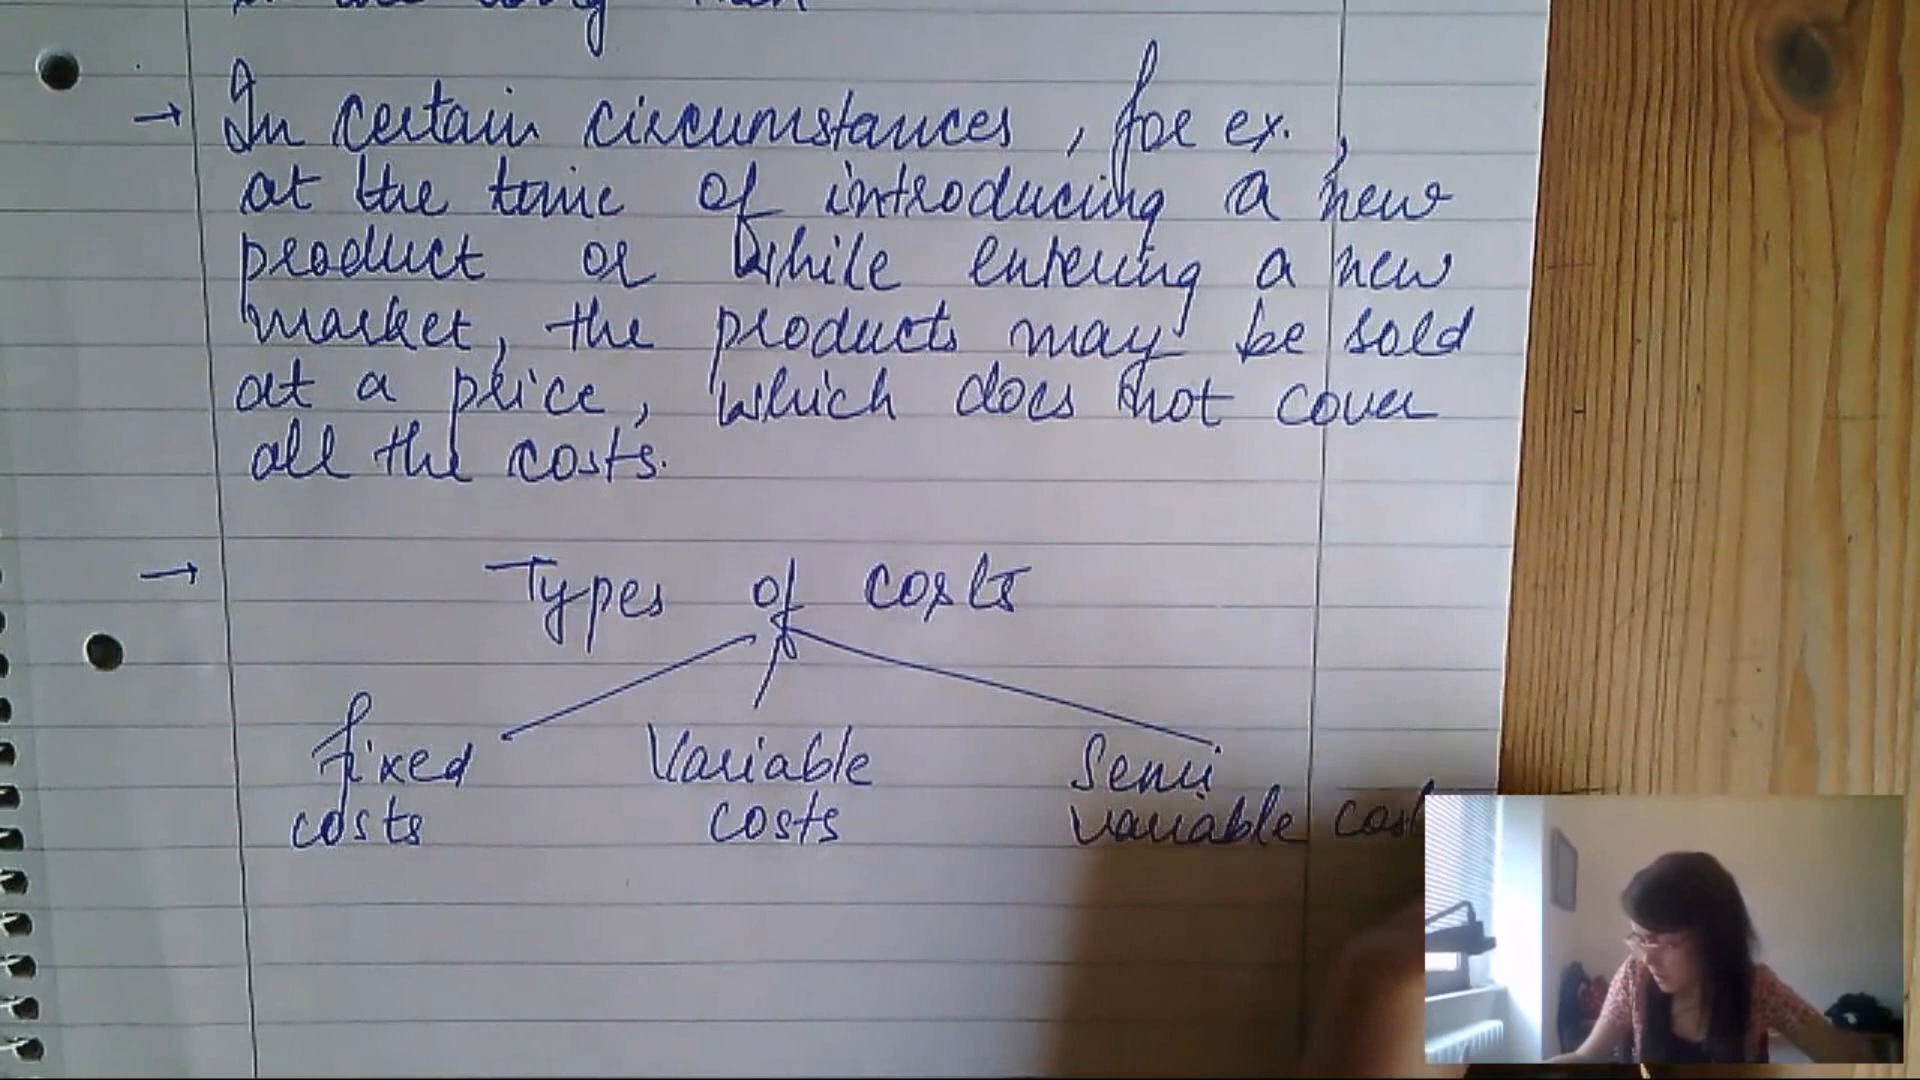 → In certain circumstances, for ex.,
at the time of introducing a new
product or while entering a new
market, the products may be sold
at a price, which does not cover
all the costs.
→ Types of costs
fixed Variable Semi
costs costs variable